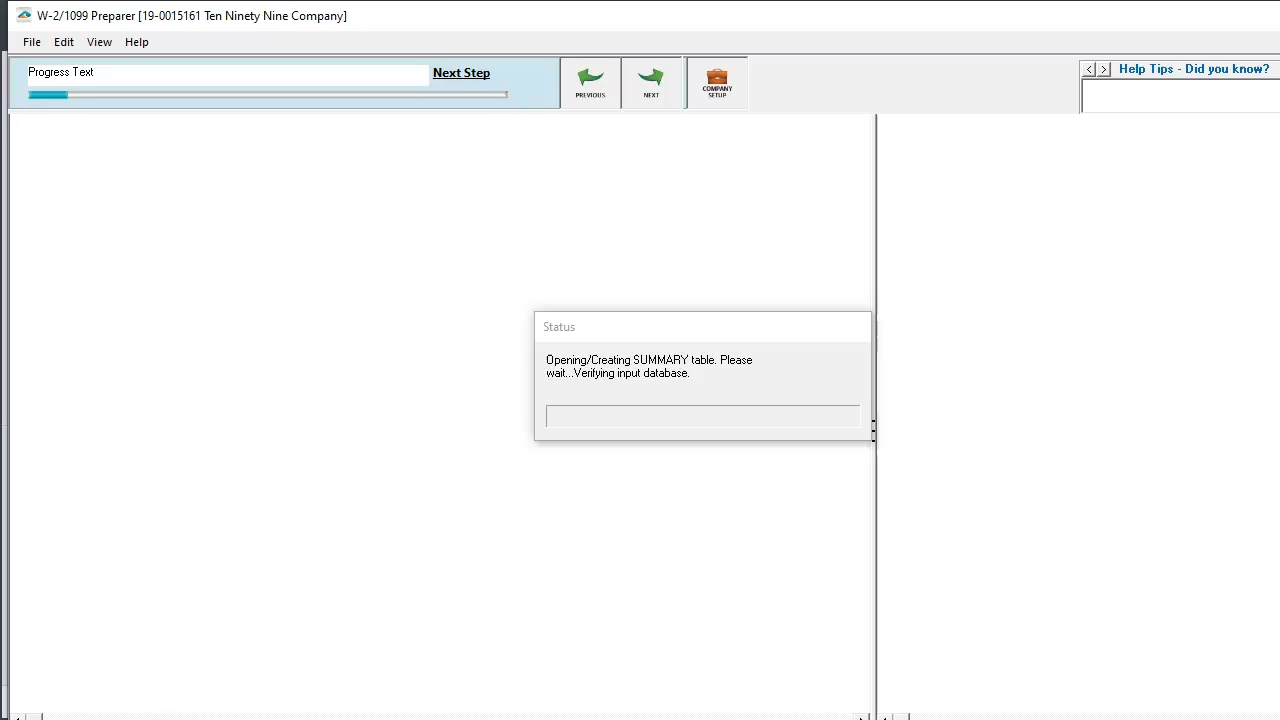 W-2/1099 Preparer [19-0015161 Ten Ninety Nine Company]
File Edit View Help
Progress Text
Next Step
PREVIOUS
NEXT
COMPANY
SETUP
Help Tips - Did you know?
Status
Opening/Creating SUMMARY table. Please
wait...Verifying input database.